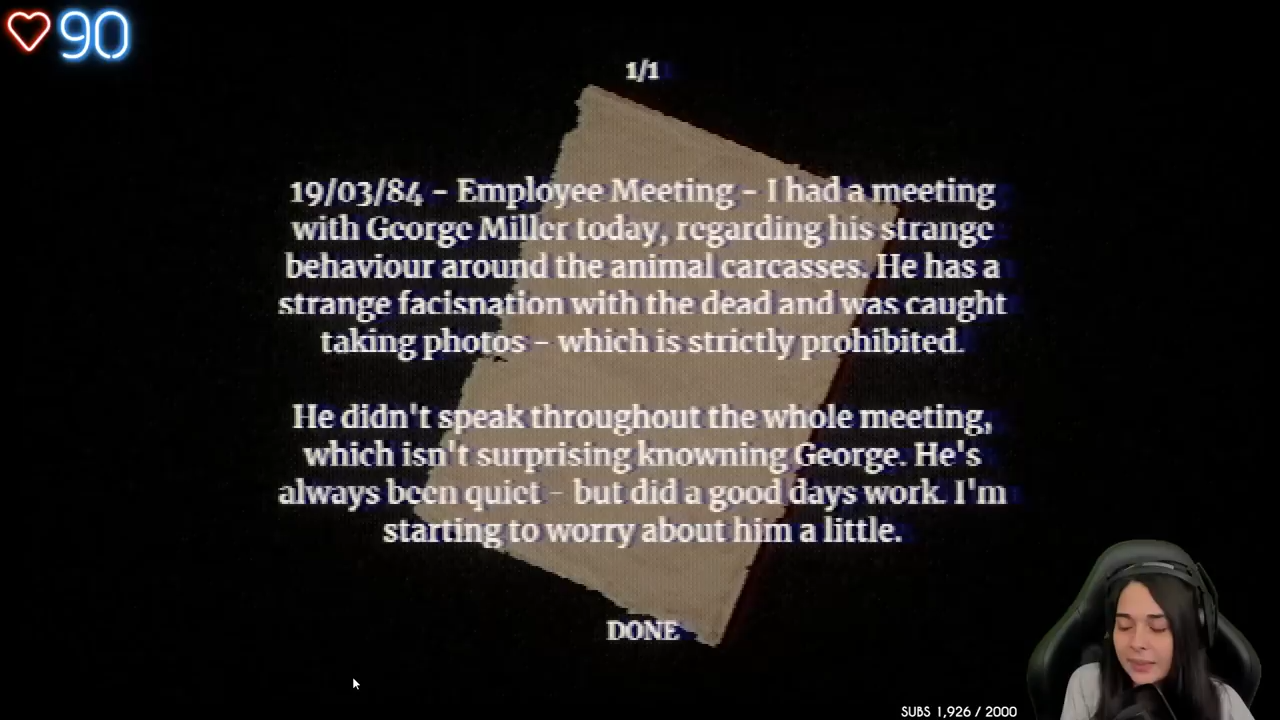 90
1/1
19/03/84 - Employee Meeting - I had a meeting
with George Miller today, regarding his strange
behaviour around the animal carcasses. He has a
strange facisnation with the dead and was caught
taking photos - which is strictly prohibited.
He didn't speak throughout the whole meeting,
which isn't surprising knowning George. He's
always been quiet - but did a good days work. I'm
starting to worry about him a little.
DONE
SUBS 1,926 / 2000